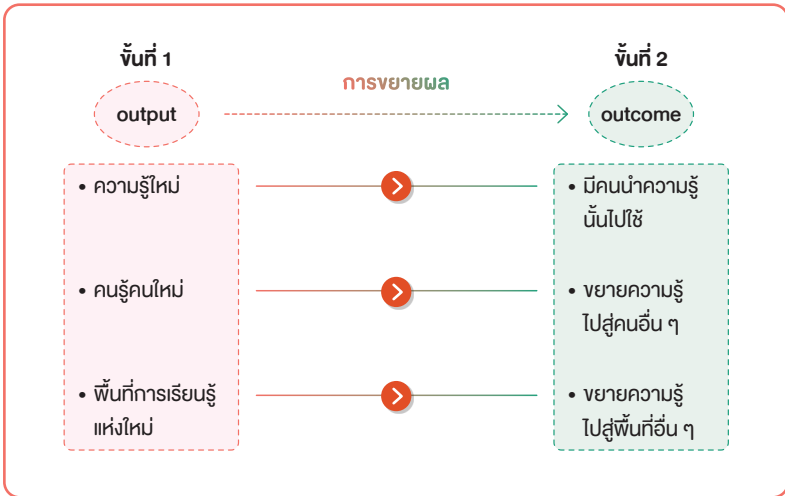 ขั้นที่ 1
output
การขยายผล
ขั้นที่ 2
outcome
• ความรู้ใหม่
• มีคนนำความรู้
นั้นไปใช้
• คนรู้คนใหม่
• ขยายความรู้
ไปสู่คนอื่น ๆ
• พื้นที่การเรียนรู้
แห่งใหม่
• ขยายความรู้
ไปสู่พื้นที่อื่น ๆ